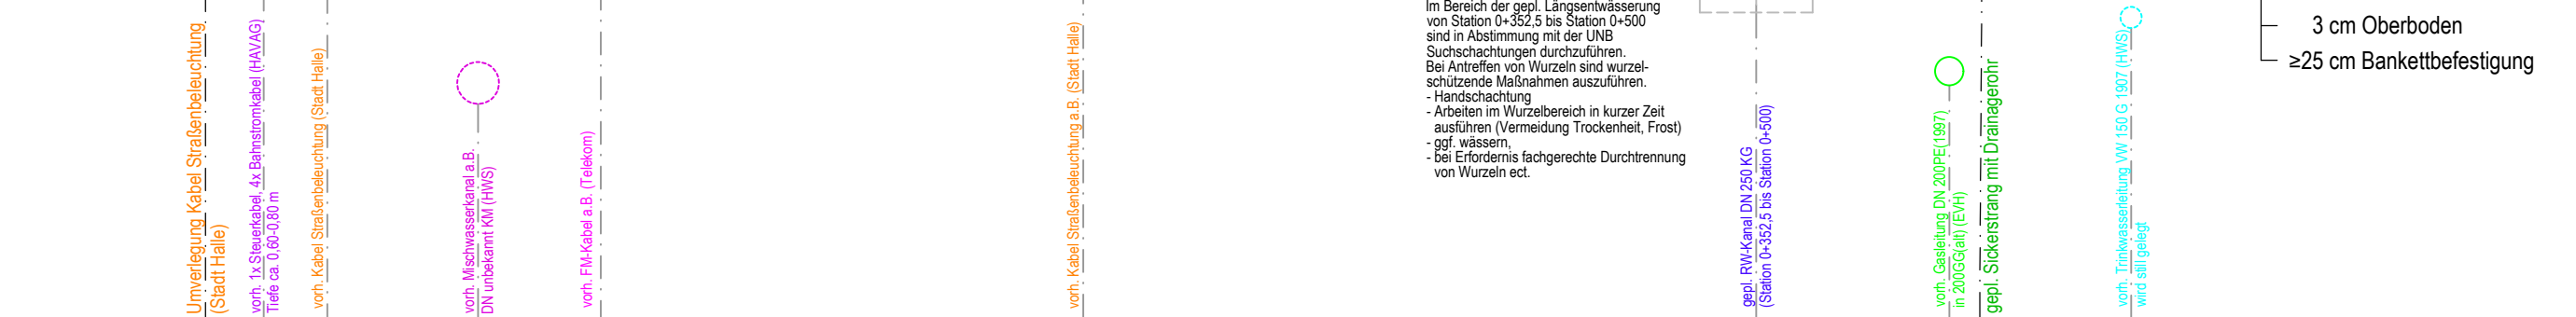 Umverlegung Kabel Straßenbeleuchtung
(Stadt Halle)
vorh. 1x Steuerkabel, 4x Bahnstromkabel (HAVAG)
Tiefe ca. 0,60-0,80 m
vorh. Kabel Straßenbeleuchtung (Stadt Halle)
vorh. Mischwasserkanal a.B.
DN unbekannt KM (HWS)
vorh. FM-Kabel a.B. (Telekom)
vorh. Kabel Straßenbeleuchtung a.B. (Stadt Halle)
Im Bereich der gepl. Längsentwässerung
von Station 0+352,5 bis Station 0+500
sind in Abstimmung mit der UNB
Suchschachtungen durchzuführen.
Bei Antreffen von Wurzeln sind wurzel-
schützende Maßnahmen auszuführen.
- Handschachtung
- Arbeiten im Wurzelbereich in kurzer Zeit
ausführen (Vermeidung Trockenheit, Frost)
- ggf. wässern,
- bei Erfordernis fachgerechte Durchtrennung
von Wurzeln ect.
gepl. RW-Kanal DN 250 KG
(Station 0+352,5 bis Station 0+500)
vorh. Gasleitung DN 200PE(1997)
in 200GG(alt) (EVH)
gepl. Sickerstrang mit Drainagerohr
vorh. Trinkwasserleitung VW 150 G 1907 (HWS)
wird still gelegt
3 cm Oberboden
≥25 cm Bankettbefestigung